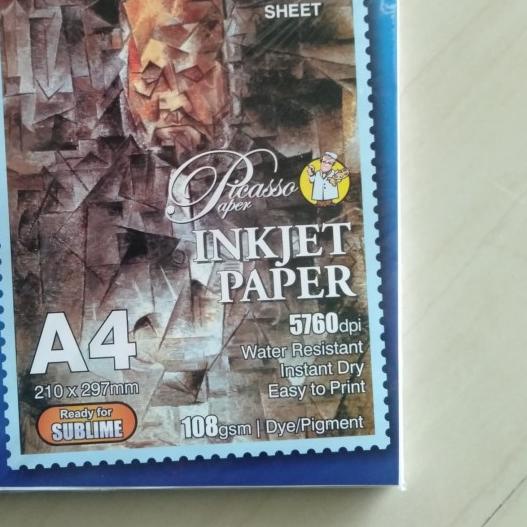 SHEET
Picasso
Paper
INKJET
PAPER
5760dpi
Water Resistant
Instant Dry
Easy to Print
A4
210 x 297mm
Ready for
SUBLIME
108gsm | Dye/Pigment